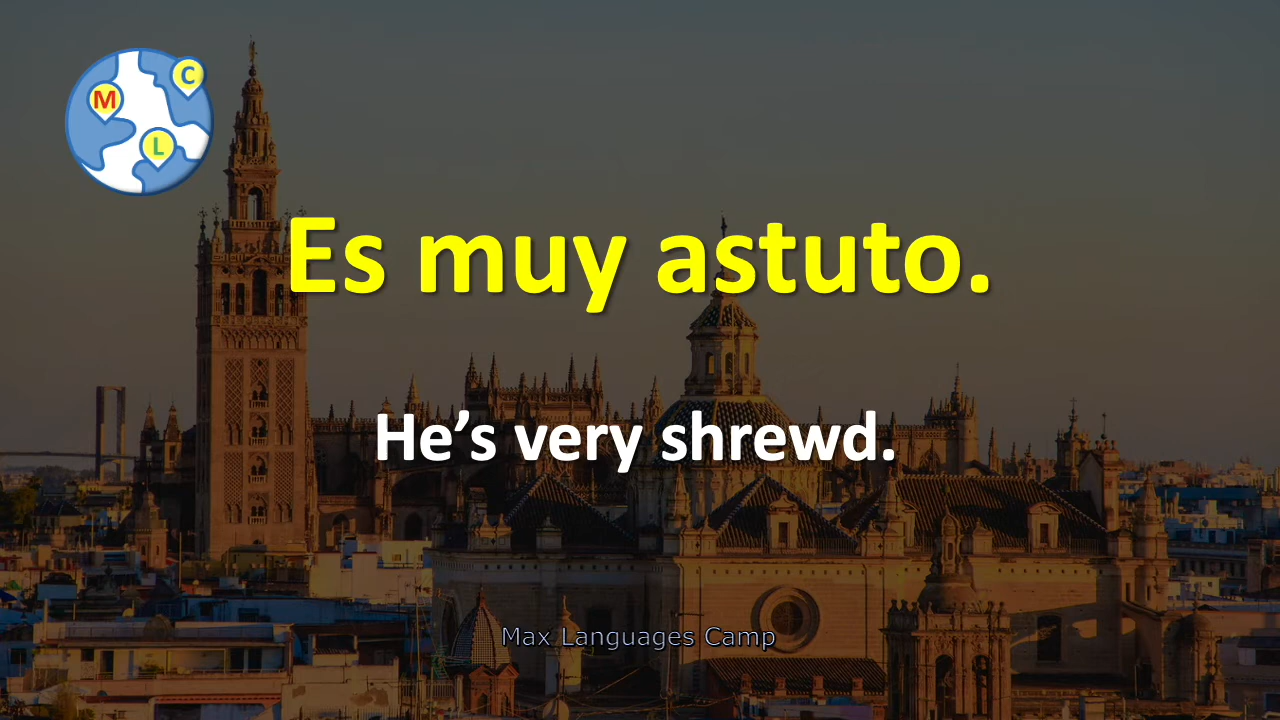 M
C
L
Es muy astuto.
He’s very shrewd.
Max Languages Camp